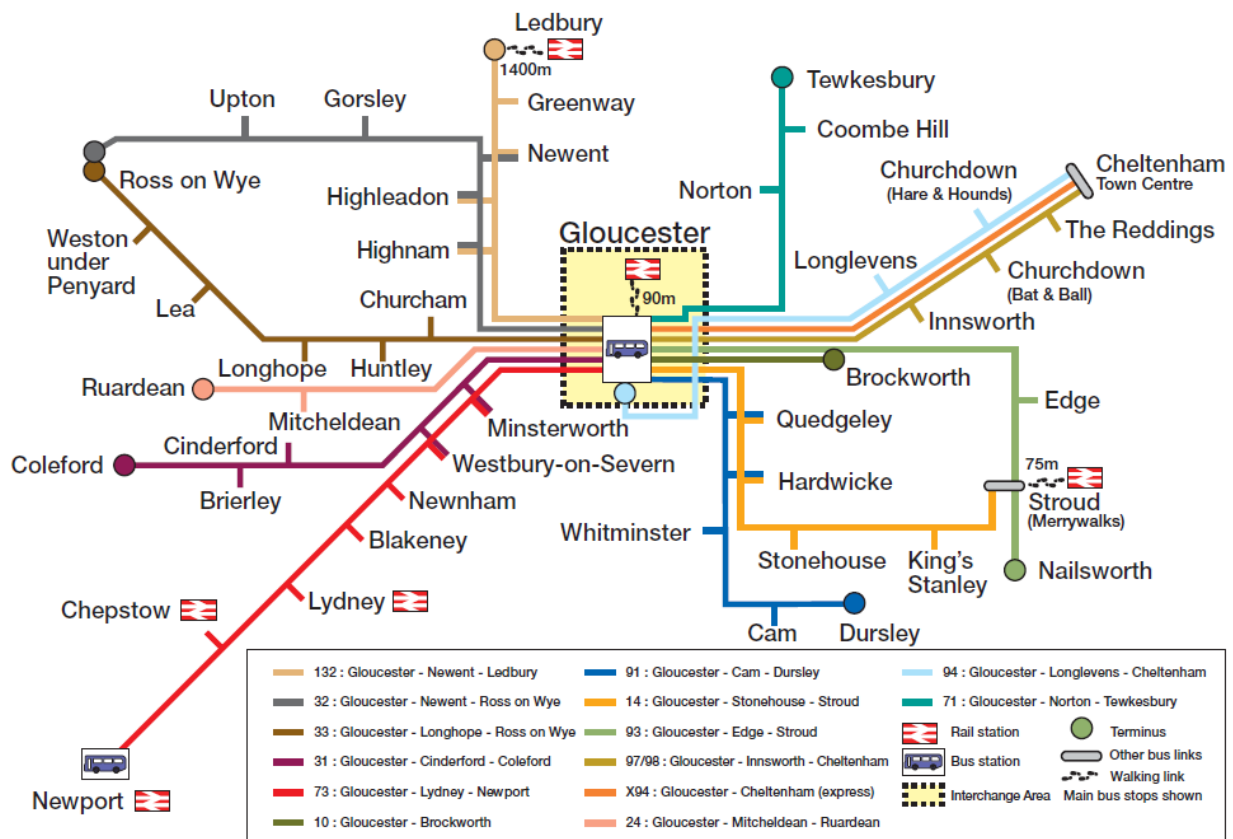 Ledbury
1400m
Greenway
Newent
Upton
Gorsley
Ross on Wye
Highleadon
Highnam
Weston
under
Penyard
Lea
Churcham
Longhope
Huntley
Gloucester
90m
Tewkesbury
Coombe Hill
Norton
Churchdown
(Hare & Hounds)
Cheltenham
Town Centre
The Reddings
Longlevens
Churchdown
(Bat & Ball)
Innsworth
Ruardean
Mitcheldean
Brockworth
Edge
Minsterworth
Quedgeley
Cinderford
Coleford
Brierley
Westbury-on-Severn
Newnham
Hardwicke
75m
Stroud
(Merrywalks)
Blakeney
Whitminster
Stonehouse
King's
Stanley
Nailsworth
Lydney
Chepstow
Cam
Dursley
Newport
132 : Gloucester - Newent - Ledbury
32 : Gloucester - Newent - Ross on Wye
33 : Gloucester - Longhope - Ross on Wye
31 : Gloucester - Cinderford - Coleford
73 : Gloucester - Lydney - Newport
10 : Gloucester - Brockworth
91 : Gloucester - Cam - Dursley
14 : Gloucester - Stonehouse - Stroud
93 : Gloucester - Edge - Stroud
97/98 : Gloucester - Innsworth - Cheltenham
X94 : Gloucester - Cheltenham (express)
24 : Gloucester - Mitcheldean - Ruardean
94 : Gloucester - Longlevens - Cheltenham
71 : Gloucester - Norton - Tewkesbury
Rail station
Terminus
Bus station
Other bus links
Walking link
Interchange Area
Main bus stops shown